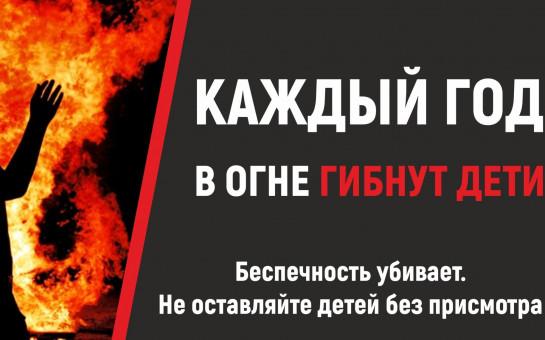 КАЖДЫЙ ГОД
В ОГНЕ ГИБНУТ ДЕТИ
Беспечность убивает.
Не оставляйте детей без присмотра